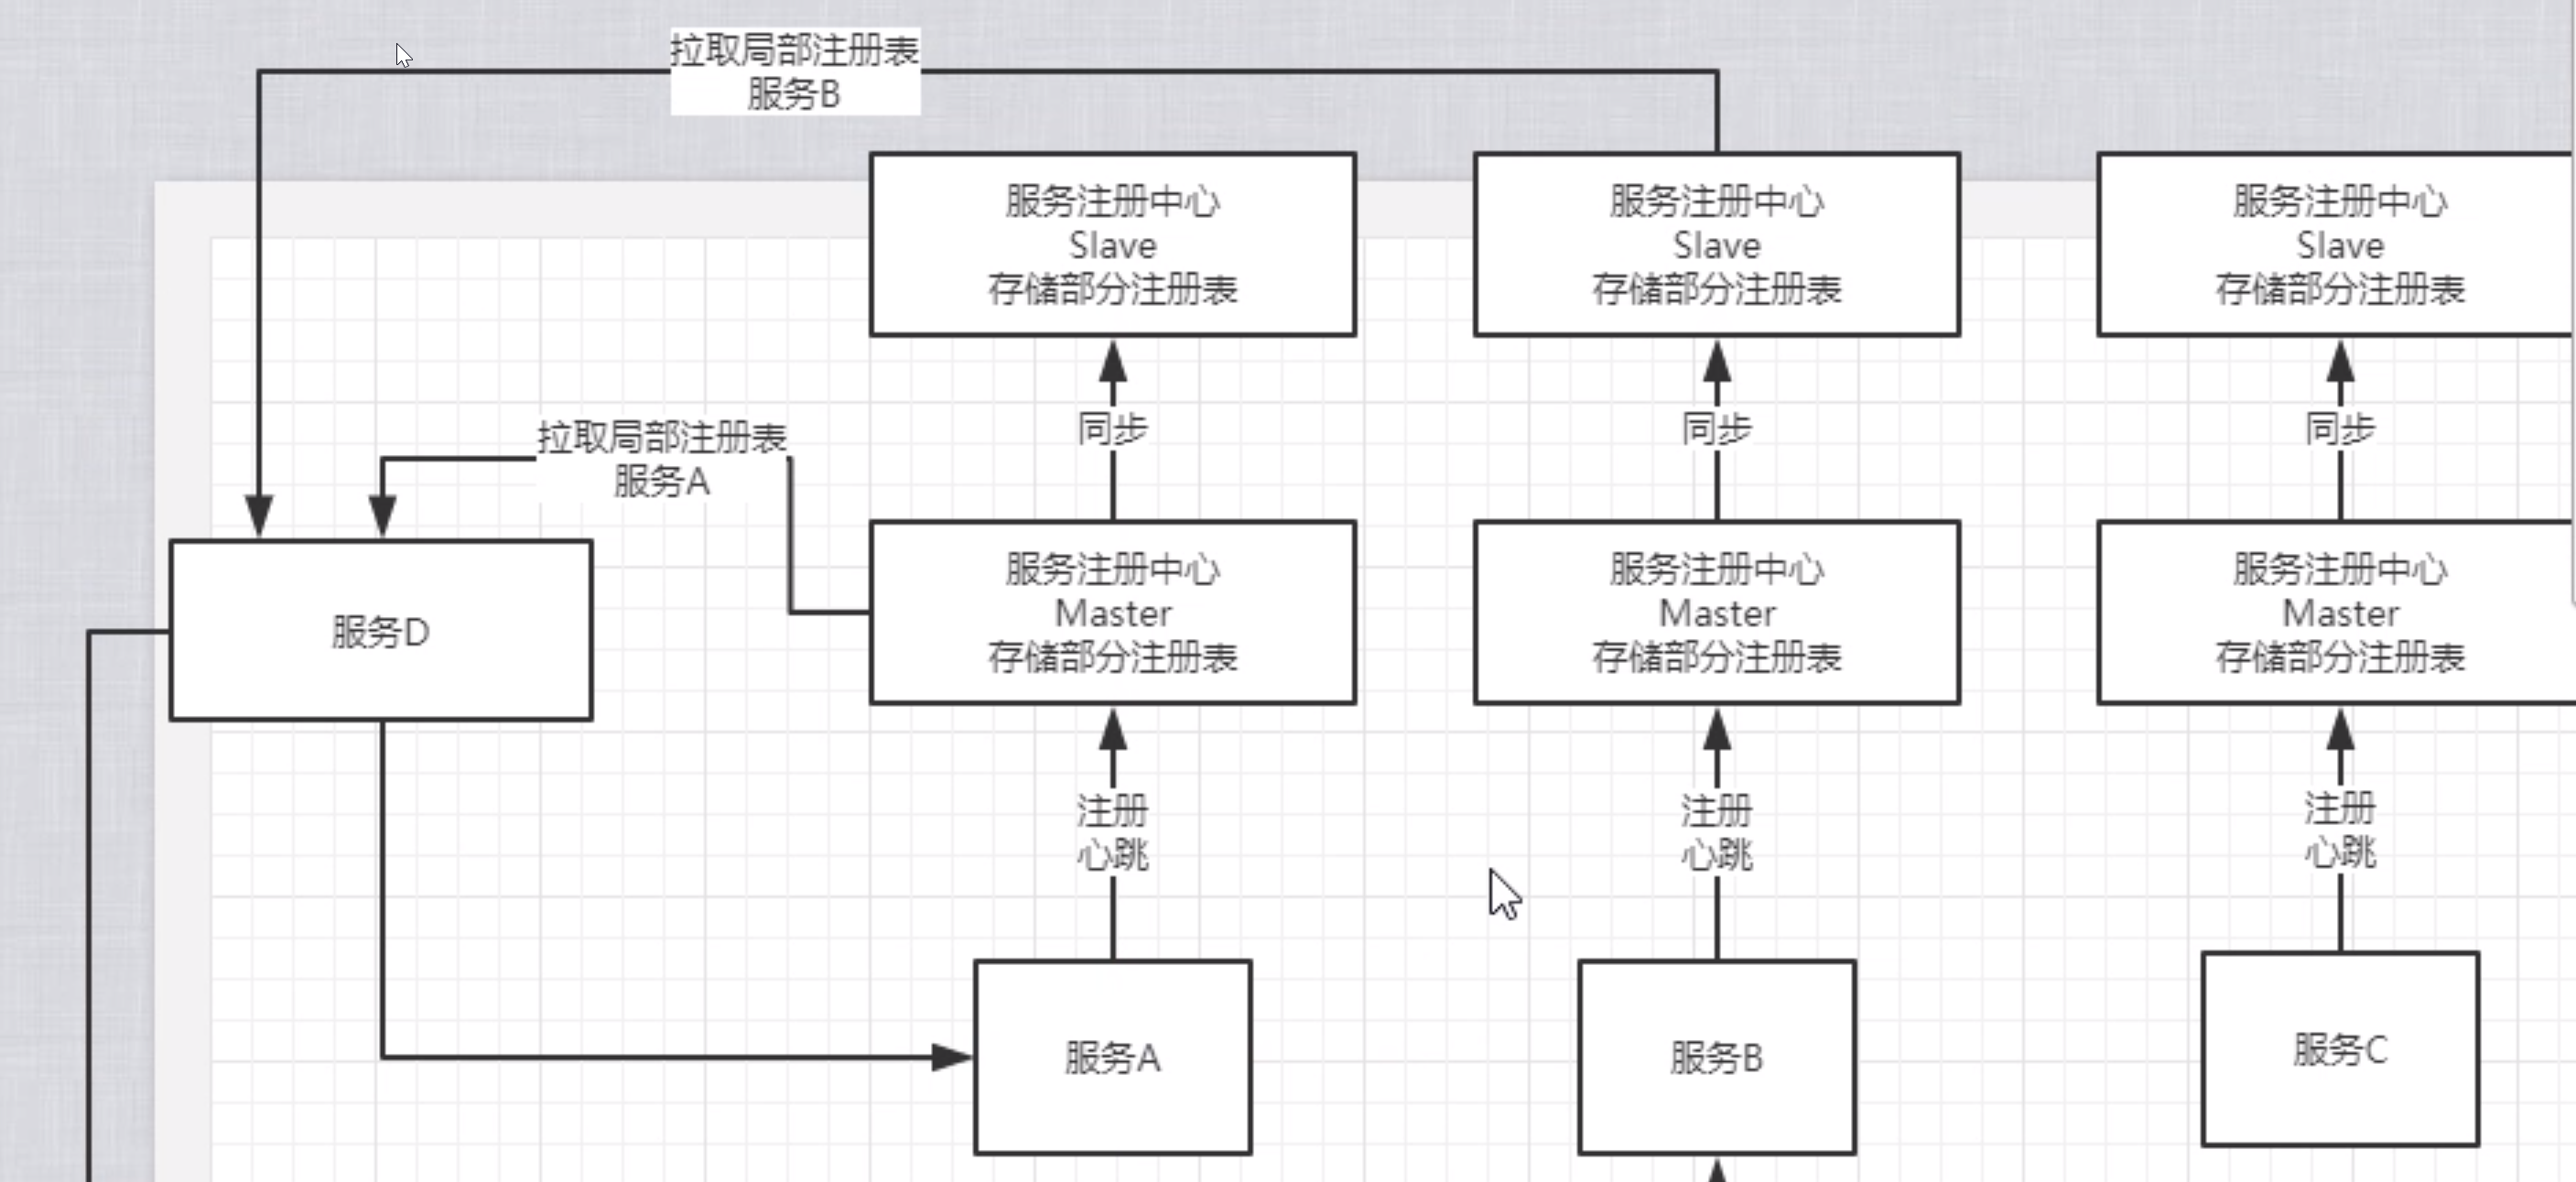 拉取局部注册表
服务B
服务注册中心
Slave
存储部分注册表
服务注册中心
Slave
存储部分注册表
服务注册中心
Slave
存储部分注册表
拉取局部注册表
服务A
同步
同步
同步
服务D
服务注册中心
Master
存储部分注册表
服务注册中心
Master
存储部分注册表
服务注册中心
Master
存储部分注册表
注册
心跳
注册
心跳
注册
心跳
服务A
服务B
服务C